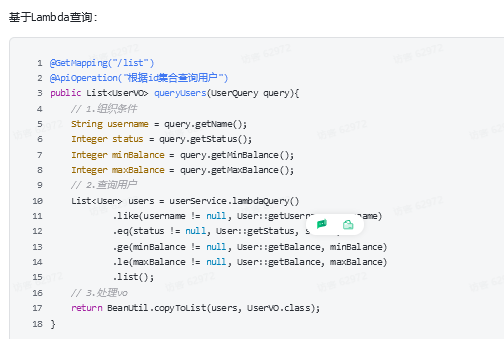 基于Lambda查询:
1 @GetMapping("/list")
2 @ApiOperation("根据id集合查询用户")
3 public List<UserVO> queryUsers(UserQuery query){
4 // 1.组织条件
5 String username = query.getName();
6 Integer status = query.getStatus();
7 Integer minBalance = query.getMinBalance();
8 Integer maxBalance = query.getMaxBalance();
9 // 2.查询用户
10 List<User> users = userService.lambdaQuery()
11 .like(username != null, User::getUsern name)
12 .eq(status != null, User::getStatus, s
13 .ge(minBalance != null, User::getBalance, minBalance)
14 .le(maxBalance != null, User::getBalance, maxBalance)
15 .list();
16 // 3.处理vo
17 return BeanUtil.copyToList(users, UserVO.class);
18 }